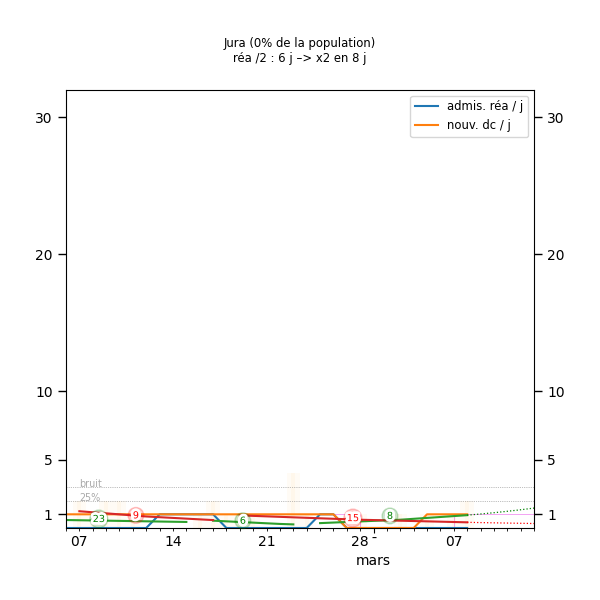 Jura (0% de la population)
réa /2 : 6 j –> x2 en 8 j
admis. réa / j
nouv. dc / j
30 30
20 20
10 10
5 5
bruit
25%
1 23 9 6 15 8 1
07 14 21 28 07
mars